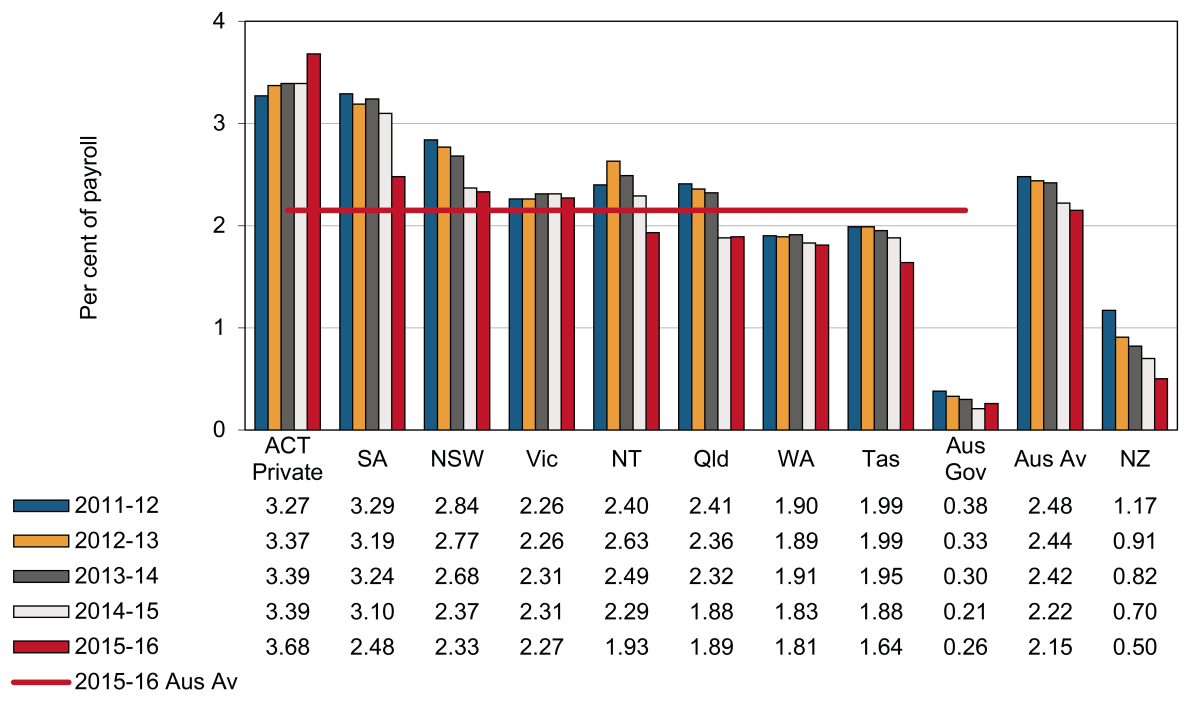 Per cent of payroll
4
3
2
1
0
ACT Private SA NSW Vic NT Qld WA Tas Aus Gov Aus Av NZ
2011-12 3.27 3.29 2.84 2.26 2.40 2.41 1.90 1.99 0.38 2.48 1.17
2012-13 3.37 3.19 2.77 2.26 2.63 2.36 1.89 1.99 0.33 2.44 0.91
2013-14 3.39 3.24 2.68 2.31 2.49 2.32 1.91 1.95 0.30 2.42 0.82
2014-15 3.39 3.10 2.37 2.31 2.29 1.88 1.83 1.88 0.21 2.22 0.70
2015-16 3.68 2.48 2.33 2.27 1.93 1.89 1.81 1.64 0.26 2.15 0.50
2015-16 Aus Av